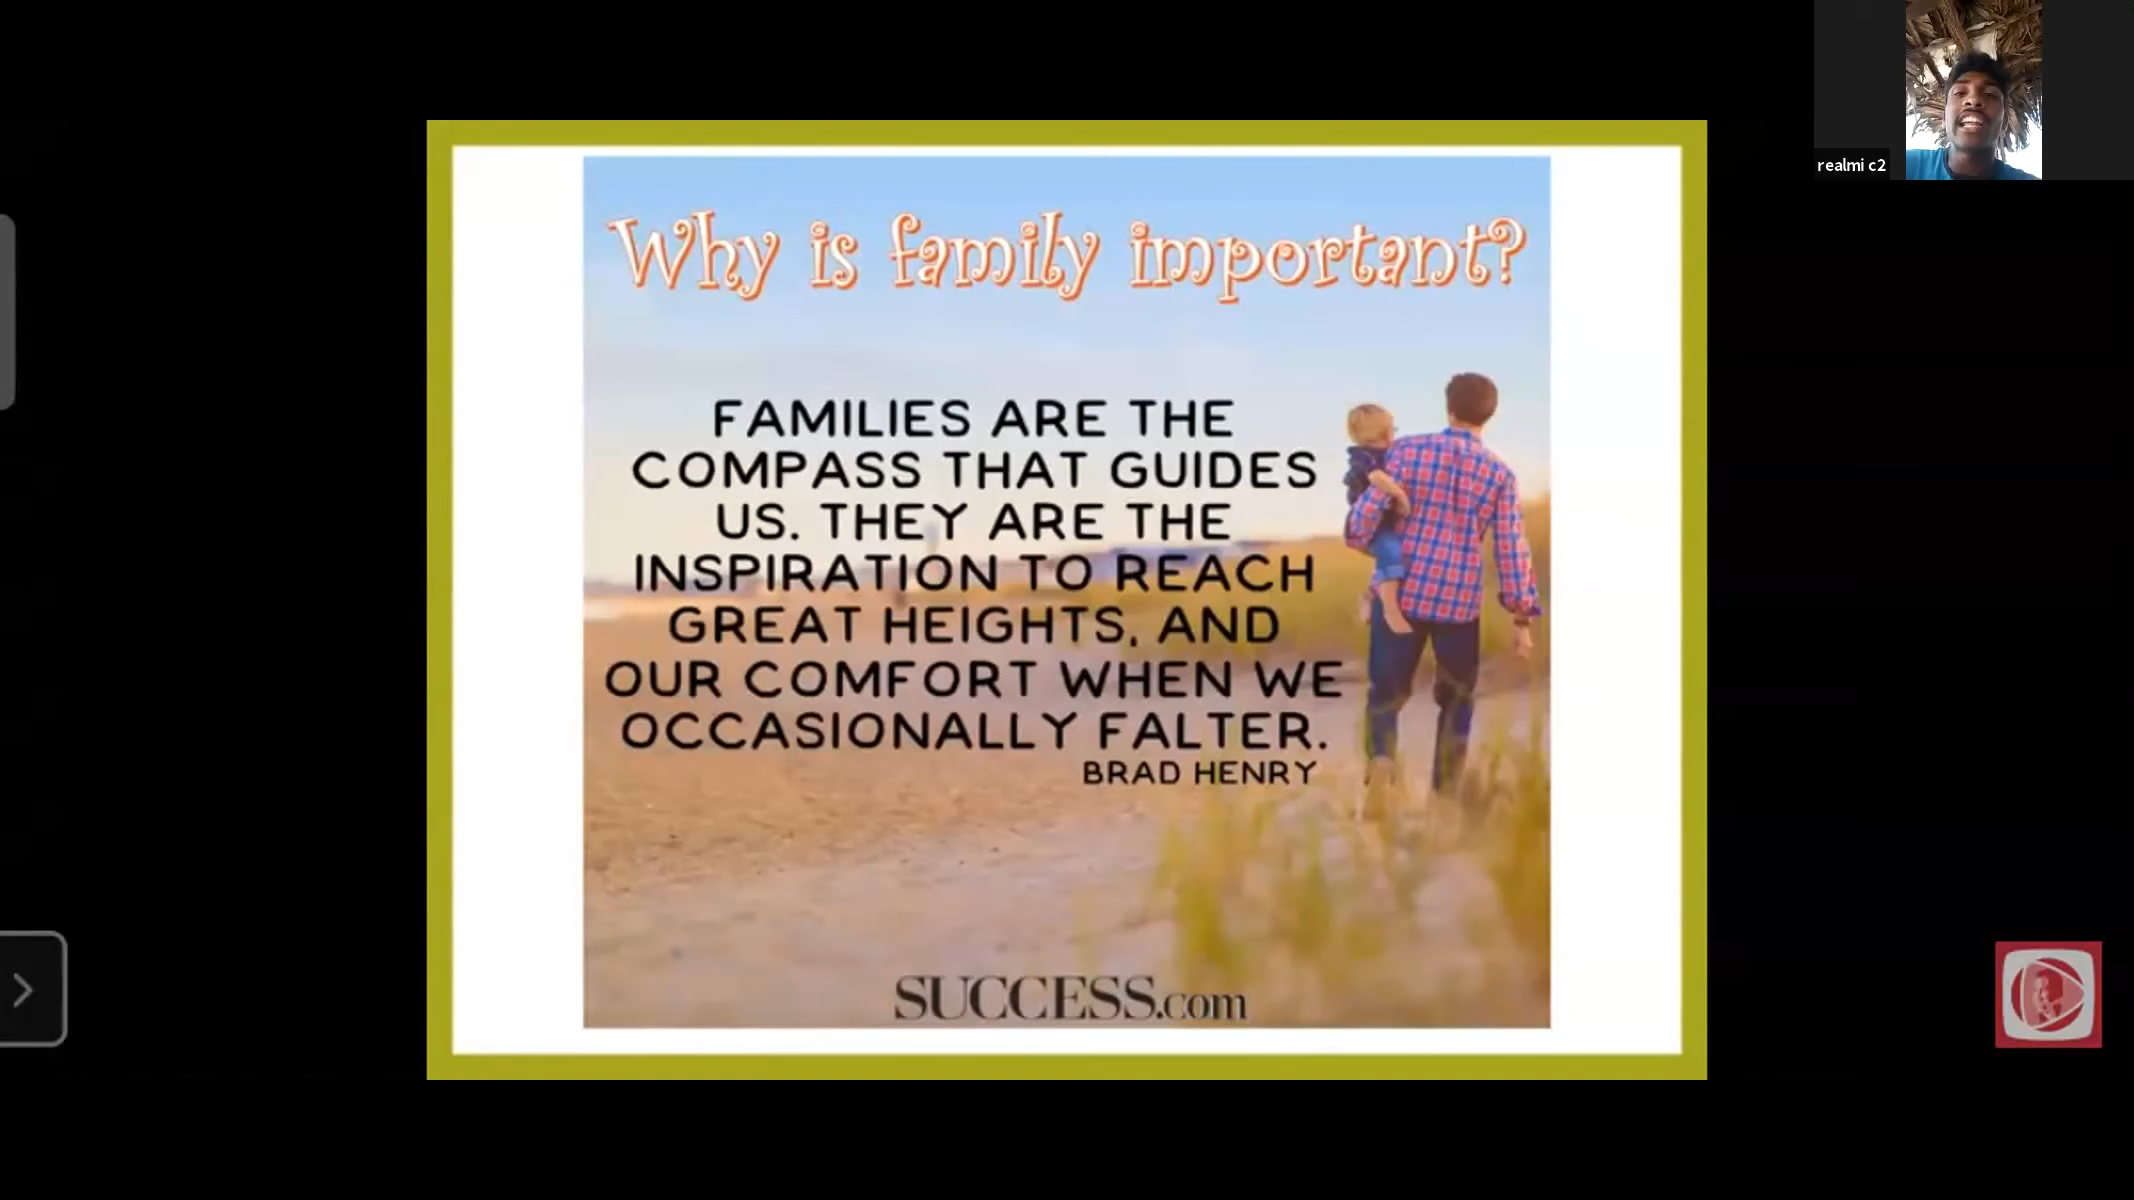 realmi c2
Why is family important?
FAMILIES ARE THE
COMPASS THAT GUIDES
US. THEY ARE THE
INSPIRATION TO REACH
GREAT HEIGHTS, AND
OUR COMFORT WHEN WE
OCCASIONALLY FALTER.
BRAD HENRY
SUCCESS.com